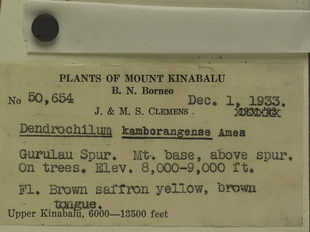 PLANTS OF MOUNT KINABALU
B. N. Borneo
No 50,654 Dec. 1, 1933.
J. & M. S. Clemens
Dendrochilum kamborangense Ames
Gurulau Spur. Mt. base, above spur.
On trees. Elev. 8,000-9,000 ft.
Fl. Brown saffron yellow, brown
tongue.
Upper Kinabalu, 6000—13500 feet